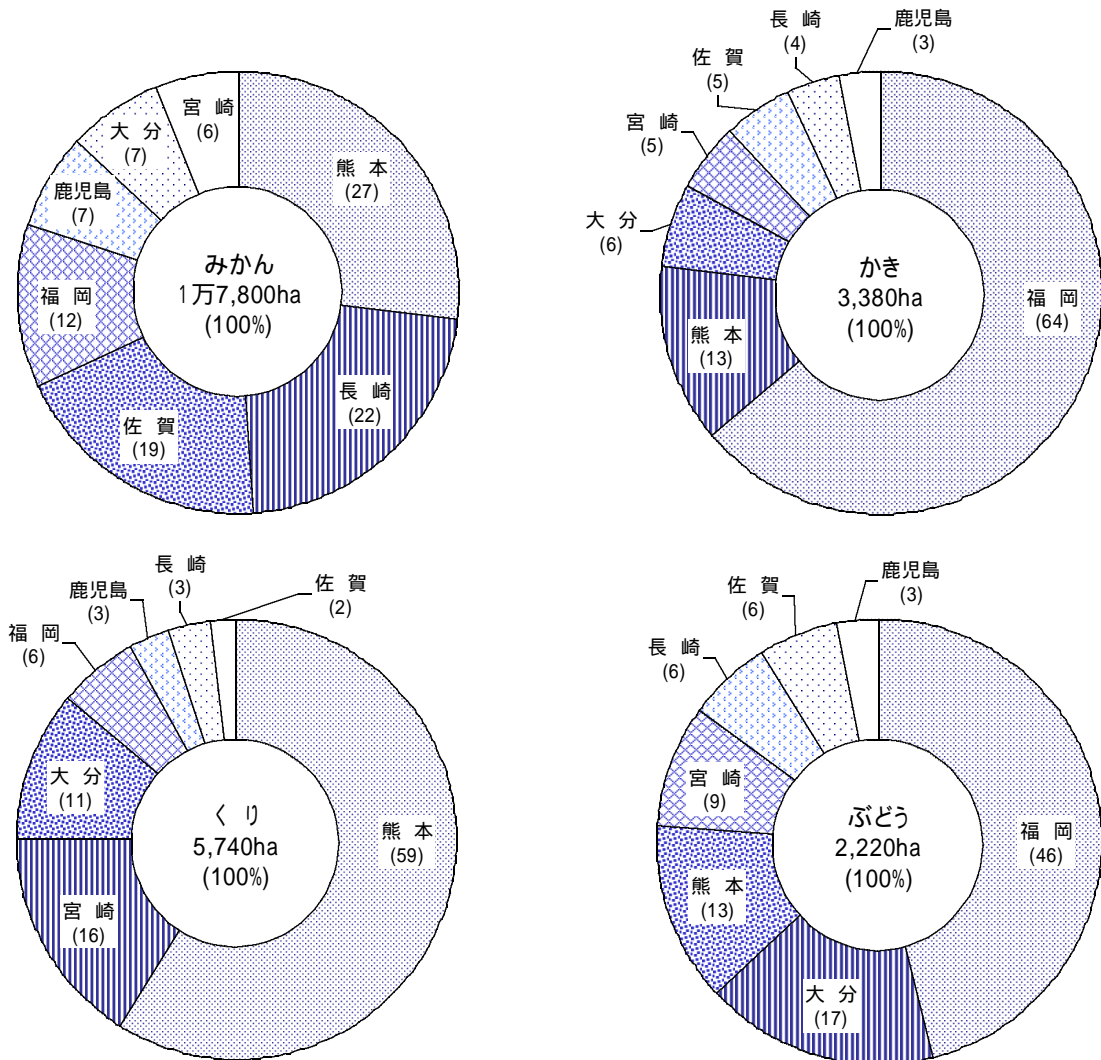 みかん
1万7,800ha
(100%)
熊 本
(27)
長 崎
(22)
佐 賀
(19)
福 岡
(12)
鹿児島
(7)
大 分
(7)
宮 崎
(6)
かき
3,380ha
(100%)
福 岡
(64)
熊 本
(13)
大 分
(6)
宮 崎
(5)
佐 賀
(5)
長 崎
(4)
鹿児島
(3)
く り
5,740ha
(100%)
熊 本
(59)
宮 崎
(16)
大 分
(11)
福 岡
(6)
鹿児島
(3)
長 崎
(3)
佐 賀
(2)
ぶどう
2,220ha
(100%)
福 岡
(46)
大 分
(17)
熊 本
(13)
宮 崎
(9)
長 崎
(6)
佐 賀
(6)
鹿児島
(3)